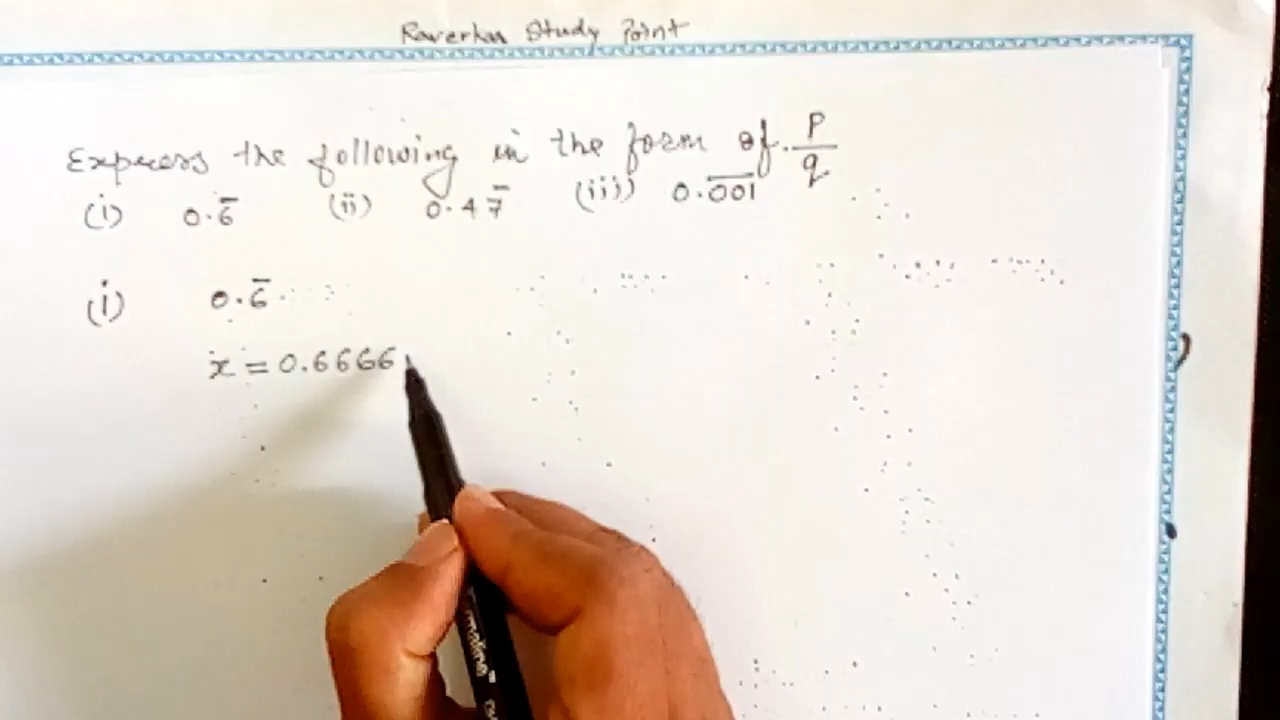 Raverkar Study Point
Express the following in the form of. P/q
(i) 0.6̅ (ii) 0.47̅ (iii) 0.0̅0̅1̅
(i) 0.6̅
x = 0.6666